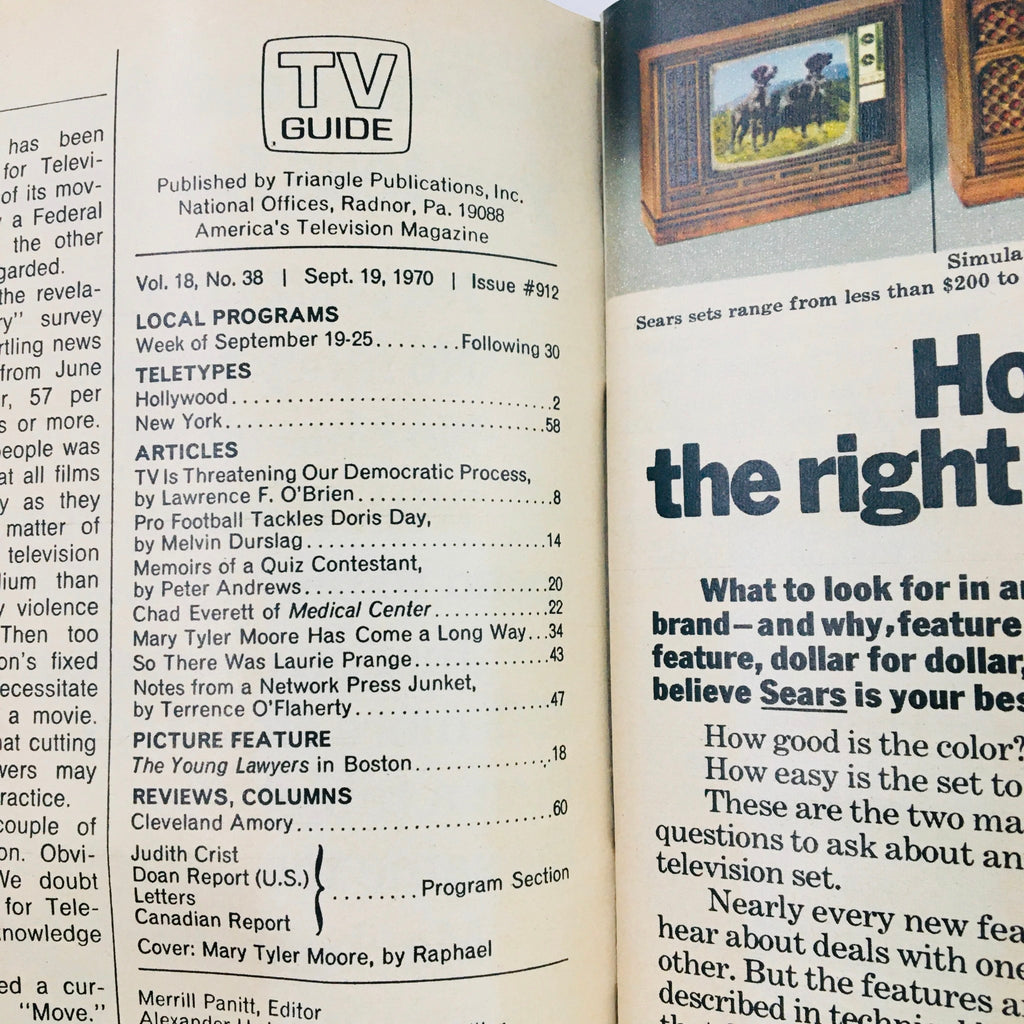 has been
for Televi-
of its mov-
a Federal
the other
garded.
the revela-
survey
rtling news
from June
57 per
or more.
people was
at all films
as they
matter of
television
than
violence
Then too
on's fixed
ecessitate
a movie.
at cutting
may
ractice.
couple of
on. Obvi-
We doubt
for Tele-
knowledge
ed a cur-
"Move."
TV
GUIDE
Published by Triangle Publications, Inc.
National Offices, Radnor, Pa. 19088
America's Television Magazine
Vol. 18, No. 38 | Sept. 19, 1970 | Issue #912
LOCAL PROGRAMS
Week of September 19-25........Following 30
TELETYPES
Hollywood..............................2
New York..............................58
ARTICLES
TV Is Threatening Our Democratic Process,
by Lawrence F. O'Brien..................8
Pro Football Tackles Doris Day,
by Melvin Durslag......................14
Memoirs of a Quiz Contestant,
by Peter Andrews.......................20
Chad Everett of Medical Center..........22
Mary Tyler Moore Has Come a Long Way...34
So There Was Laurie Prange.............43
Notes from a Network Press Junket,
by Terrence O'Flaherty..................47
PICTURE FEATURE
The Young Lawyers in Boston.............18
REVIEWS, COLUMNS
Cleveland Amory........................60
Judith Crist
Doan Report (U.S.)
Letters
Canadian Report
........Program Section
Cover: Mary Tyler Moore, by Raphael
Merrill Panitt, Editor
Simula
Sears sets range from less than $200 to
Ho
the right
What to look for in a
brand—and why, feature
feature, dollar for dollar,
believe Sears is your bes
How good is the color?
How easy is the set to
These are the two ma
questions to ask about an
television set.
Nearly every new fea
hear about deals with one
other. But the features a
described in techni